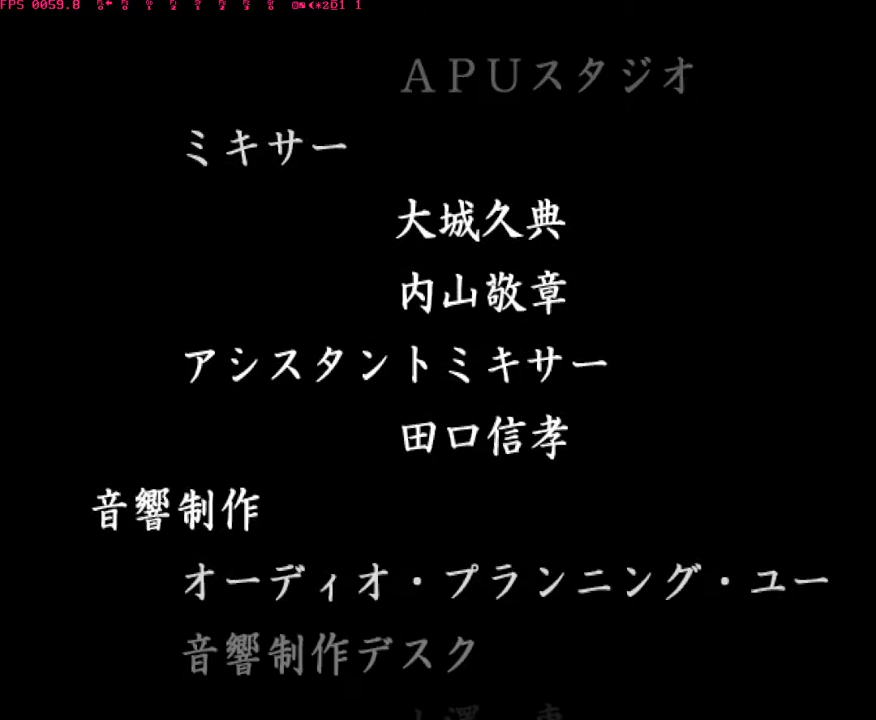 FPS 0059.8
ＡＰＵスタジオ
ミキサー
大城久典
内山敬章
アシスタントミキサー
田口信孝
音響制作
オーディオ・プランニング・ユー
音響制作デスク